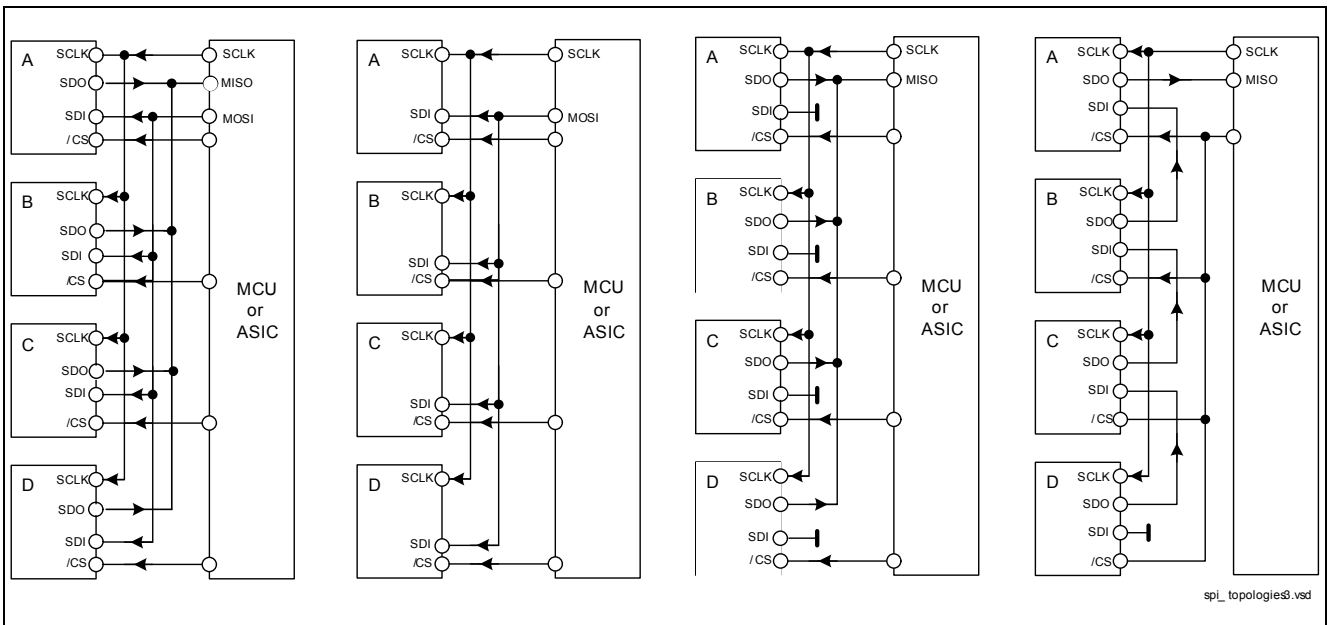 A
SCLK
SCLK
SDO
MISO
SDI
MOSI
/CS
B
SCLK
SDO
SDI
/CS
MCU
or
ASIC
C
SCLK
SDO
SDI
/CS
D
SCLK
SDO
SDI
/CS
A
SCLK
SCLK
SDI
MOSI
/CS
B
SCLK
SDI
/CS
MCU
or
ASIC
C
SCLK
SDI
/CS
D
SCLK
SDI
/CS
A
SCLK
SCLK
SDO
MISO
SDI
/CS
B
SCLK
SDO
SDI
/CS
MCU
or
ASIC
C
SCLK
SDO
SDI
/CS
D
SCLK
SDO
SDI
/CS
A
SCLK
SCLK
SDO
MISO
SDI
/CS
B
SCLK
SDO
SDI
/CS
MCU
or
ASIC
C
SCLK
SDO
SDI
/CS
D
SCLK
SDO
SDI
/CS
spi_ topologies3.vsd